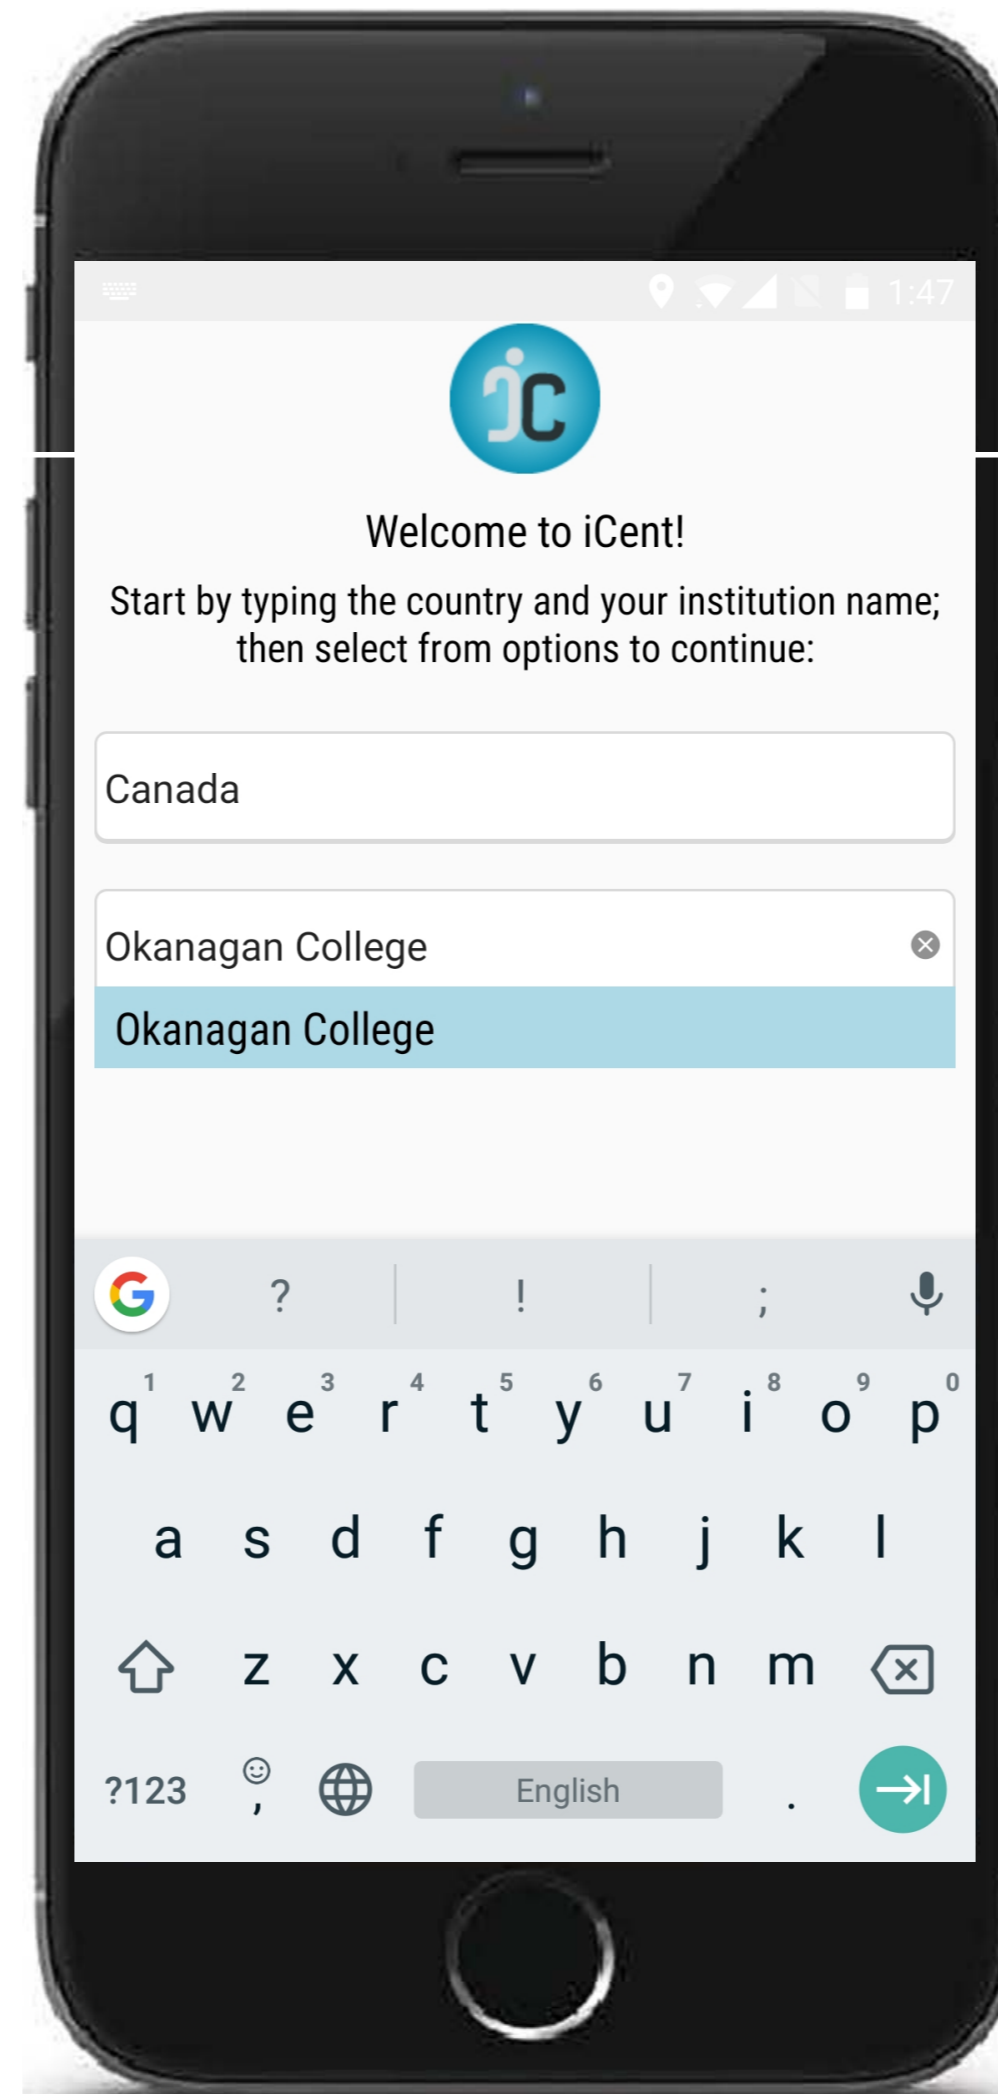 1:47
iC
Welcome to iCent!
Start by typing the country and your institution name;
then select from options to continue:
Canada
Okanagan College
Okanagan College
G ? ! ;
1 2 3 4 5 6 7 8 9 0
q w e r t y u i o p
a s d f g h j k l
z x c v b n m
?123 , English .